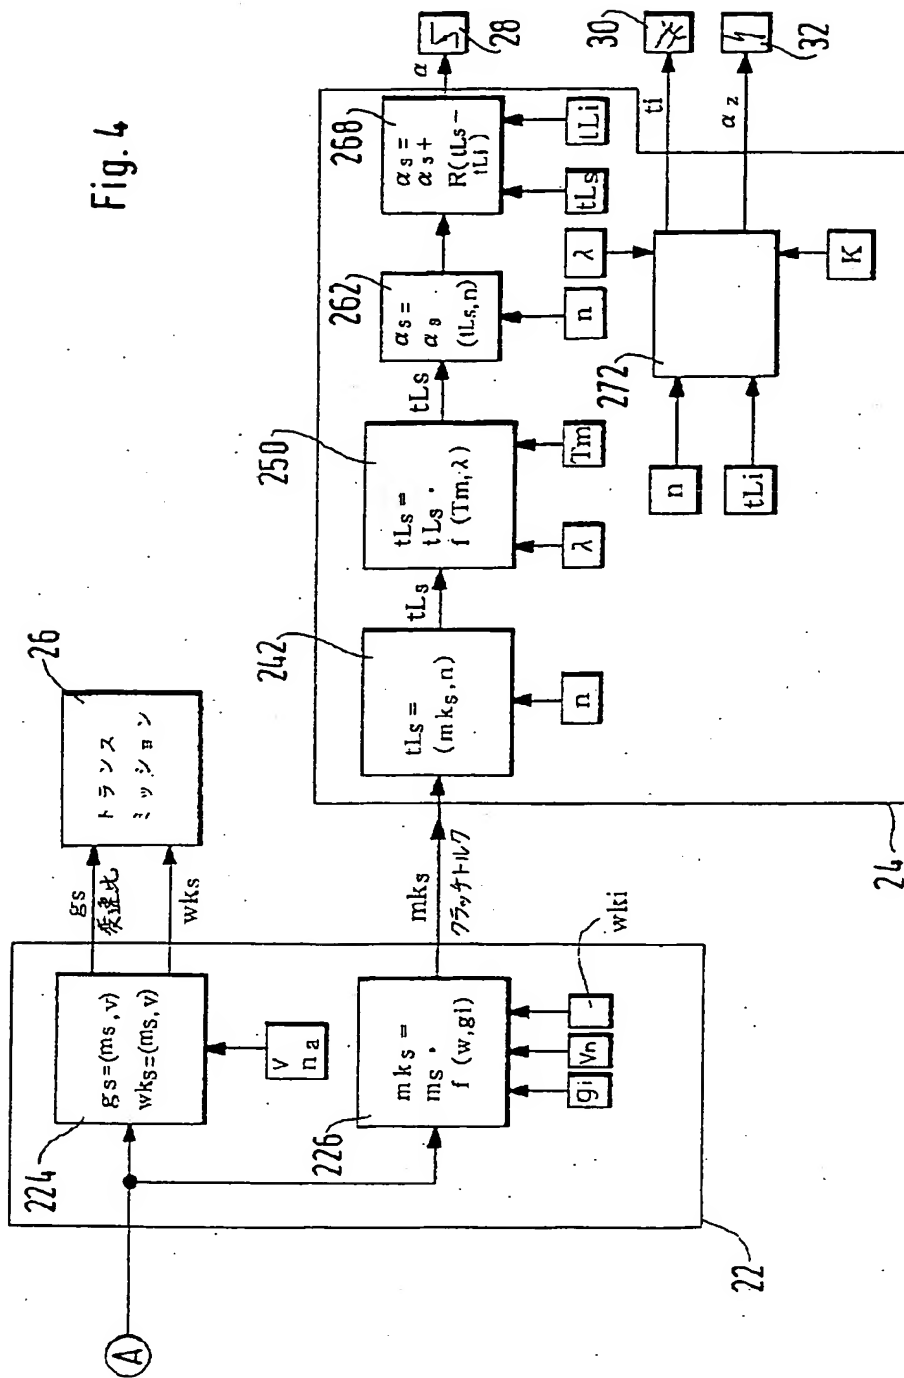 Fig. 4
A
22
224
gs=(ms, v)
wks=(ms, v)
V
na
gs
変速比
wks
26
トランス
ミッション
226
mks =
ms ・
f (w, gi)
gi
Vn
wki
mks
クラッチトルク
24
242
tLs =
(mks, n)
n
tLs
250
tLs =
tLs ・
f (Tm, λ)
λ
Tm
tLs
262
αs =
αs
(tLs, n)
n
268
αs =
αs +
R(tLs −
tLi)
tLs
tLi
α
28
n
tLi
272
λ
K
ti
30
αz
32